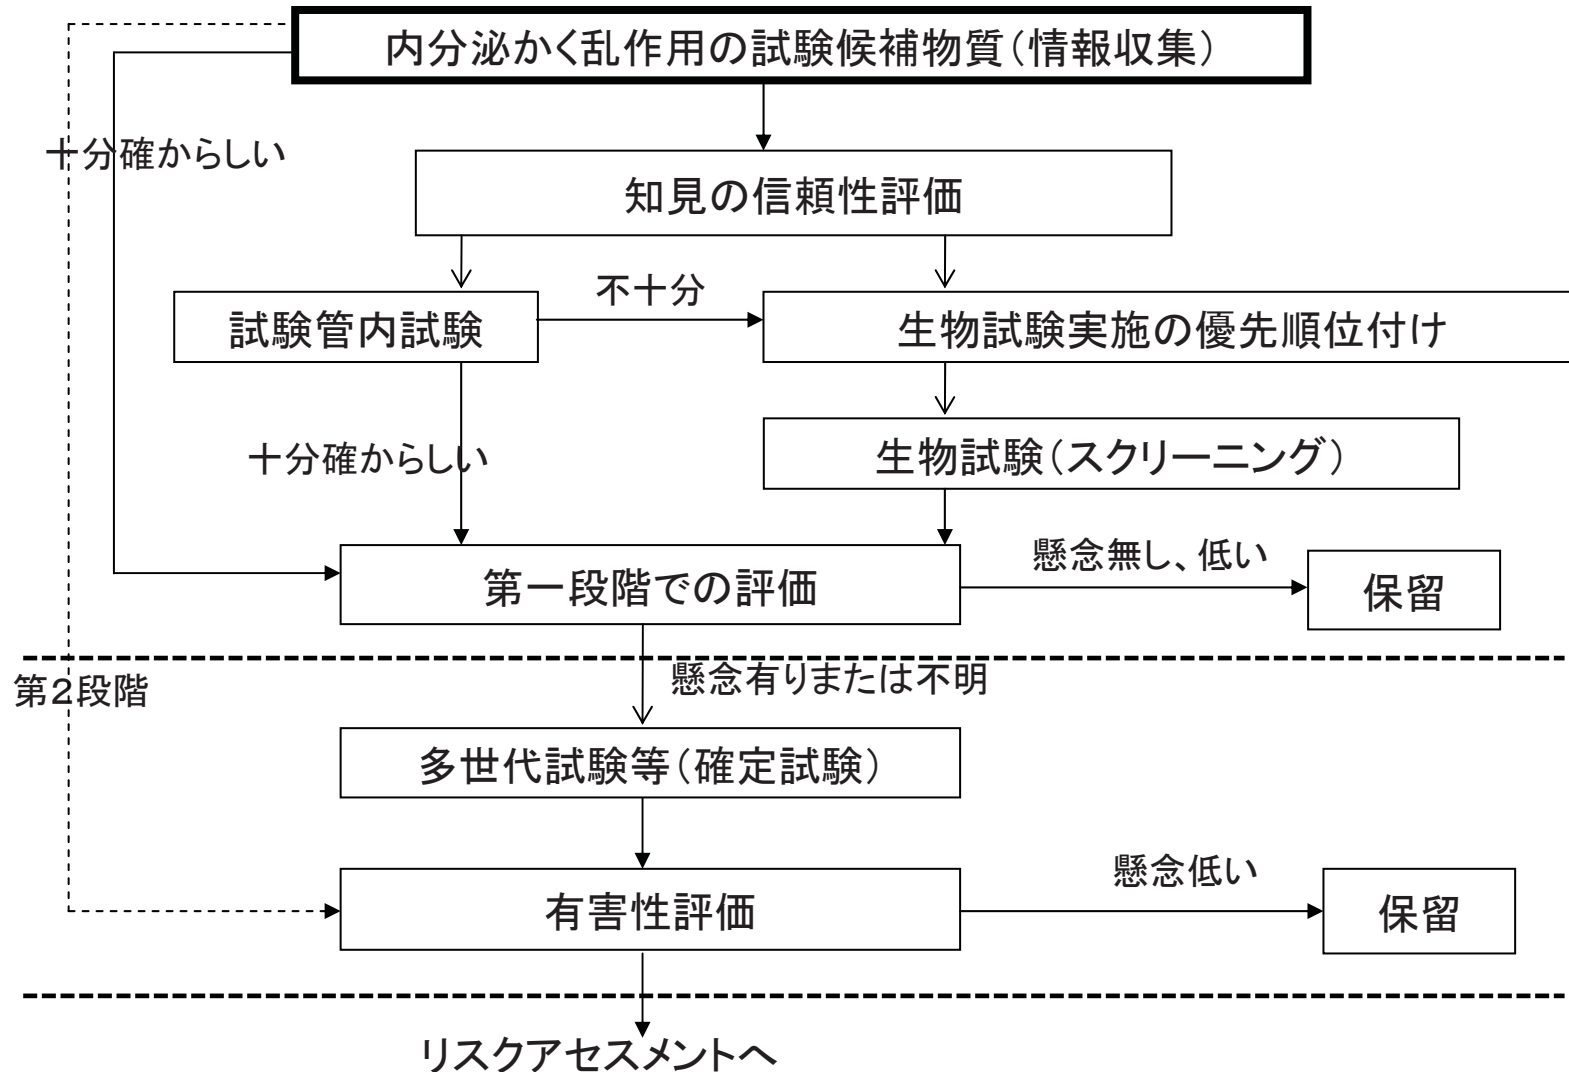 内分泌かく乱作用の試験候補物質（情報収集）
十分確からしい
知見の信頼性評価
不十分
試験管内試験
生物試験実施の優先順位付け
十分確からしい
生物試験（スクリーニング）
第一段階での評価
懸念無し、低い
保留
第２段階
懸念有りまたは不明
多世代試験等（確定試験）
有害性評価
懸念低い
保留
リスクアセスメントへ